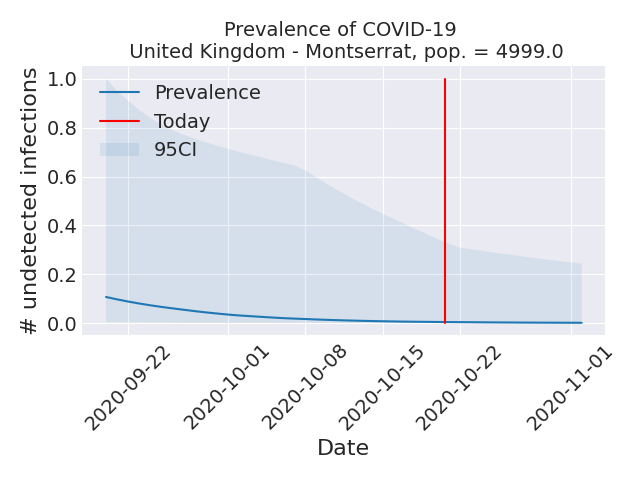 Prevalence of COVID-19
United Kingdom - Montserrat, pop. = 4999.0
# undetected infections
1.0
0.8
0.6
0.4
0.2
0.0
Prevalence
Today
95CI
2020-09-22
2020-10-01
2020-10-08
2020-10-15
2020-10-22
2020-11-01
Date